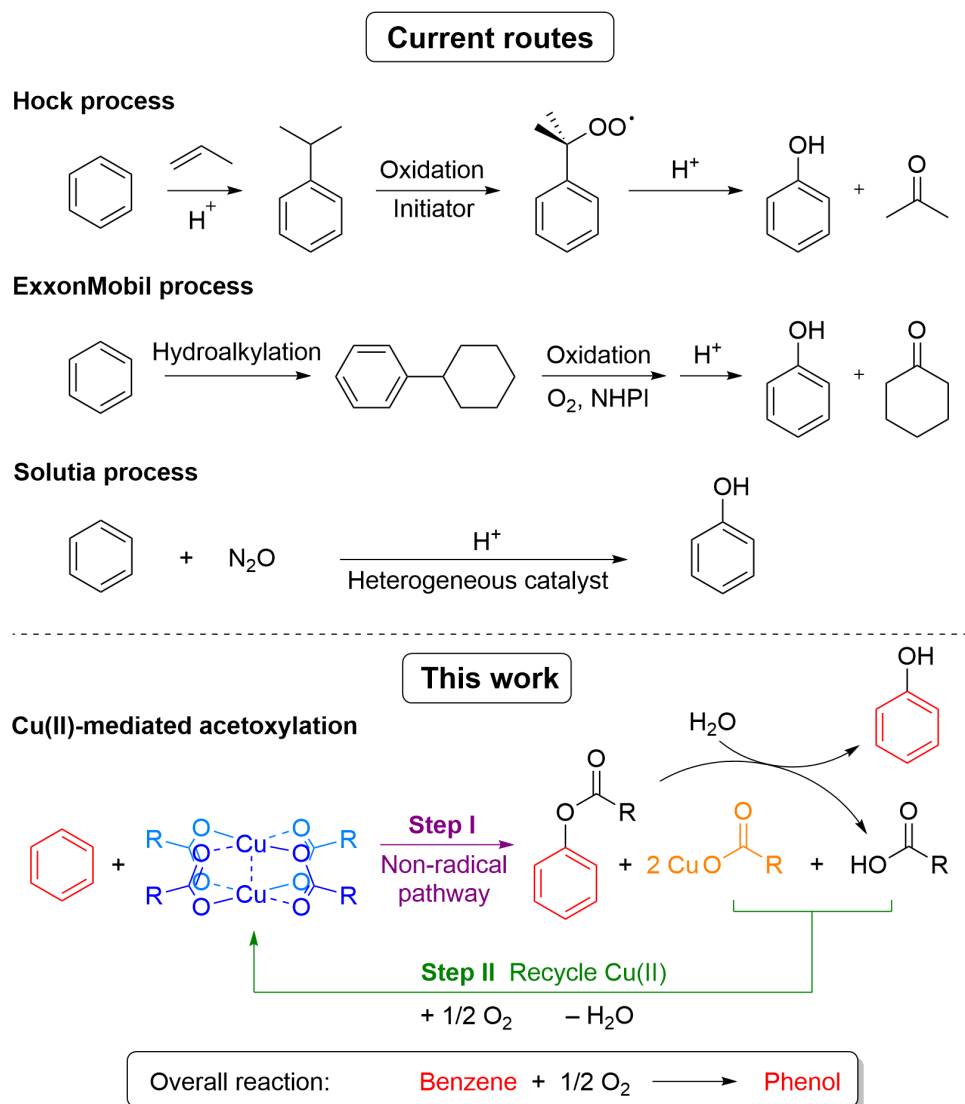 Current routes
Hock process
H⁺
Oxidation
Initiator
OO•
H⁺
OH
+
O
ExxonMobil process
Hydroalkylation
Oxidation
O₂, NHPI
H⁺
OH
+
O
Solutia process
+ N₂O
H⁺
Heterogeneous catalyst
OH
This work
Cu(II)-mediated acetoxylation
H₂O
OH
+
R O O R
O Cu O
O Cu O
R O O R
Step I
Non-radical
pathway
O
O R
+
2 CuO
O
R
+
O
HO R
Step II Recycle Cu(II)
+ 1/2 O₂ – H₂O
Overall reaction: Benzene + 1/2 O₂ Phenol